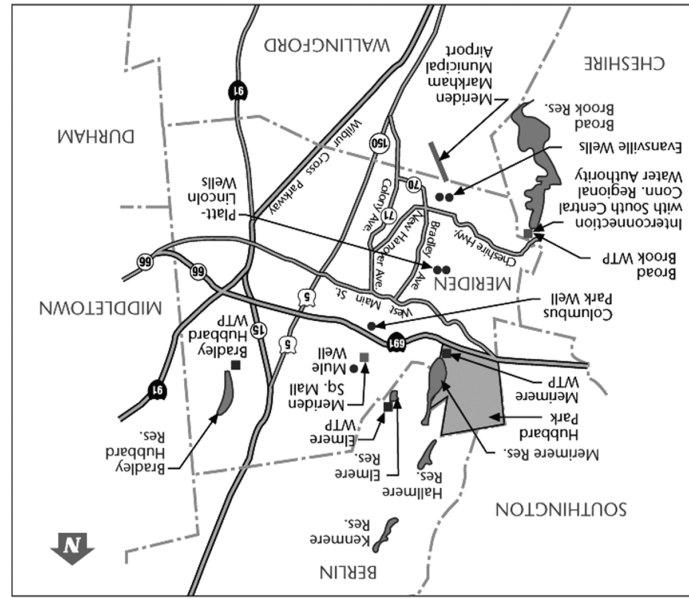 BERLIN
N
Kenmere
Res.
SOUTHINGTON
Hallmere
Res.
Elmere
Res.
Bradley
Hubbard
Res.
Merimere Res.
Hubbard
Park
Merimere
WTP
Elmere
WTP
Meriden Sq. Mall
Mule
Well
Bradley
Hubbard
WTP
91
691
5
15
5
MIDDLETOWN
Columbus
Park Well
West Main St.
MERIDEN
66
66
Broad
Brook WTP
Interconnection
with South Central
Conn. Regional
Water Authority
Cheshire Hwy.
Bradley Ave.
New Hanover Ave.
Colony Ave.
71
70
Platt-
Lincoln
Wells
Evansville Wells
Broad
Brook Res.
150
Wilbur Cross Parkway
DURHAM
Meriden
Markham
Municipal
Airport
91
CHESHIRE
WALLINGFORD